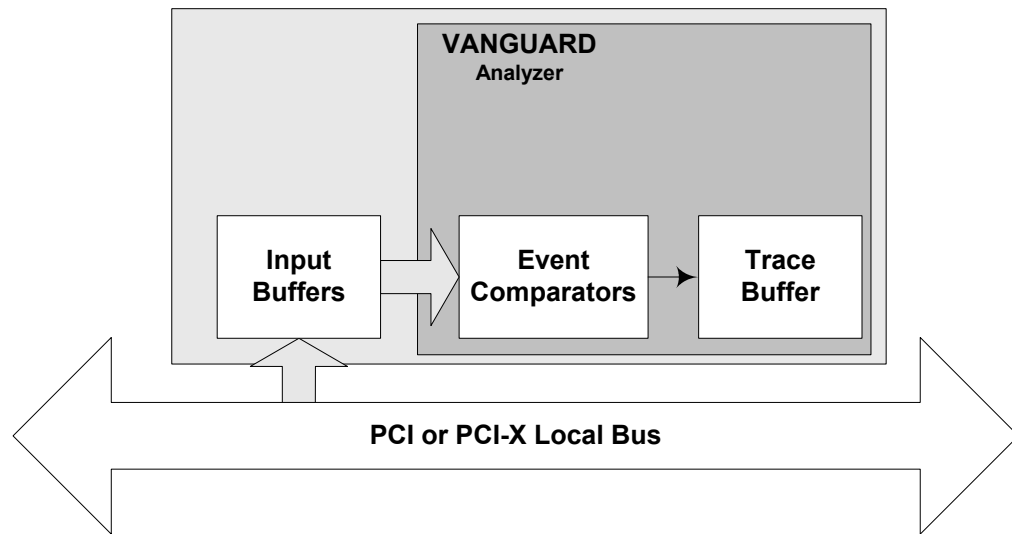 VANGUARD
Analyzer
Input
Buffers
Event
Comparators
Trace
Buffer
PCI or PCI-X Local Bus